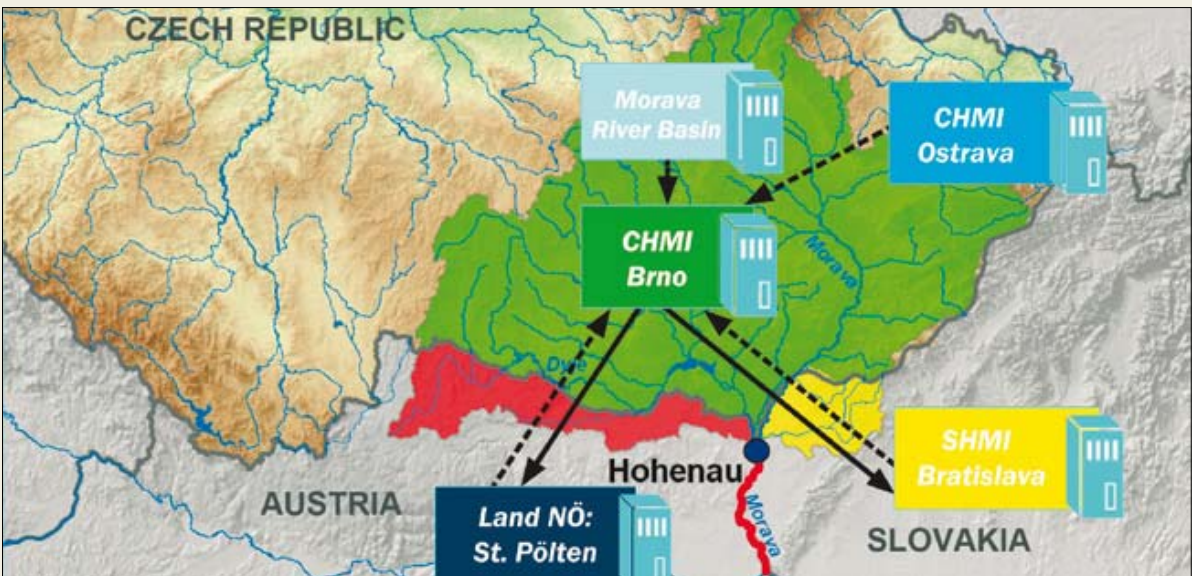 CZECH REPUBLIC
Morava
River Basin
CHMI
Ostrava
CHMI
Brno
Morava
Dyje
SHMI
Bratislava
Hohenau
AUSTRIA
Land NÖ:
St. Pölten
Morava
SLOVAKIA